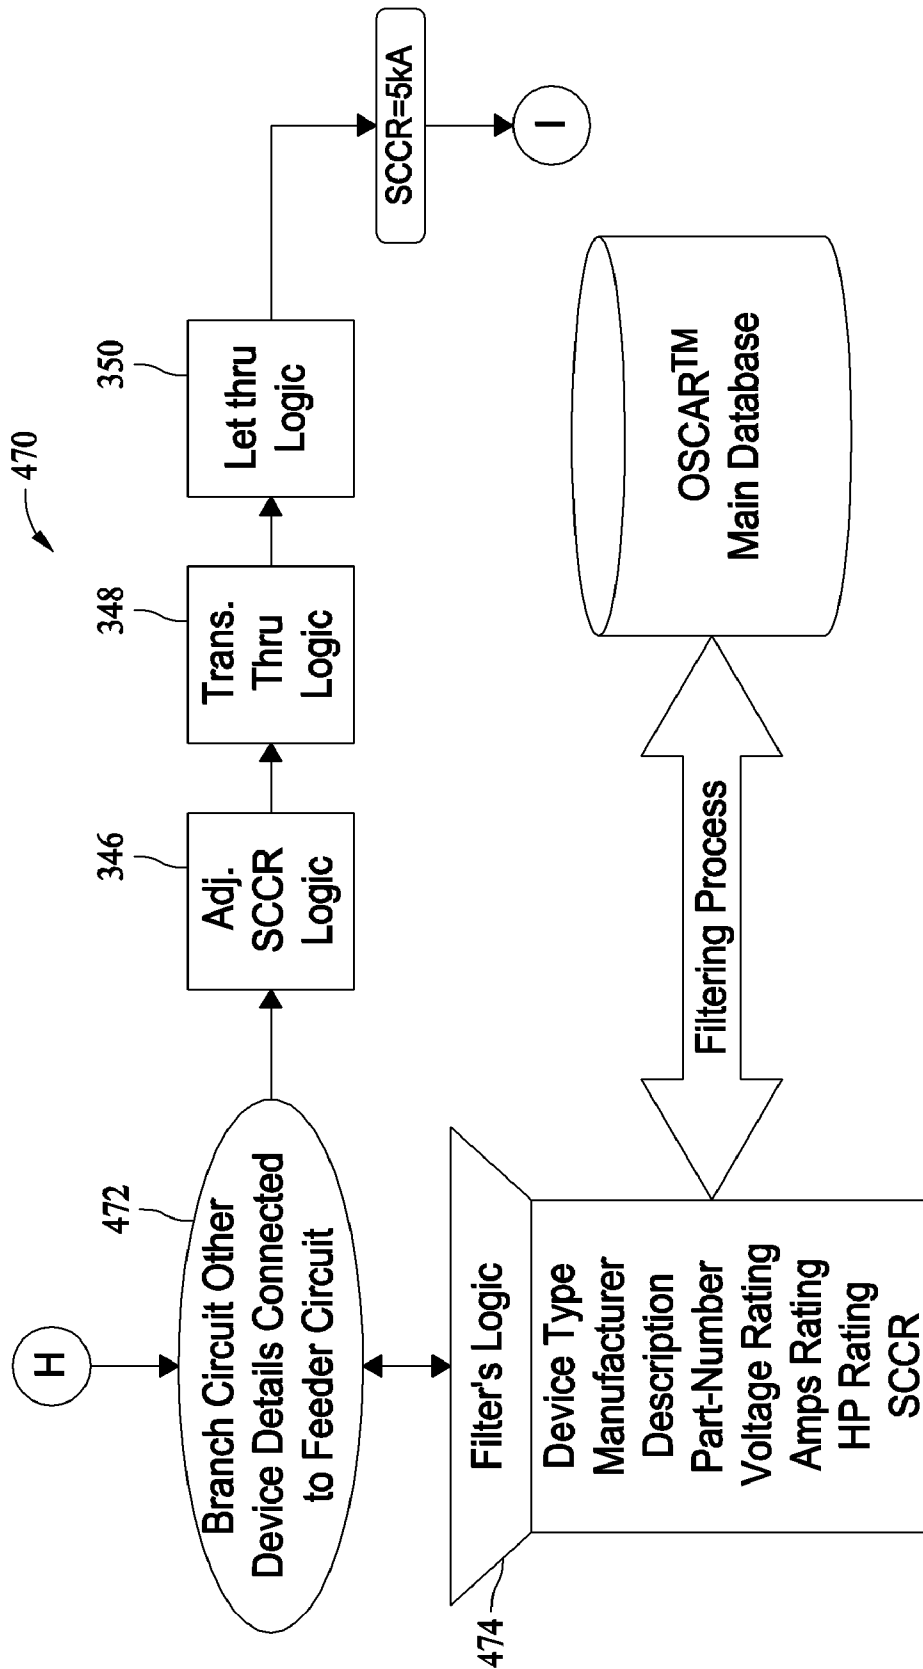 470
H
472
Branch Circuit Other
Device Details Connected
to Feeder Circuit
346
Adj.
SCCR
Logic
348
Trans.
Thru
Logic
350
Let thru
Logic
SCCR=5kA
I
474
Filter's Logic
Device Type
Manufacturer
Description
Part-Number
Voltage Rating
Amps Rating
HP Rating
SCCR
Filtering Process
OSCAR™
Main Database